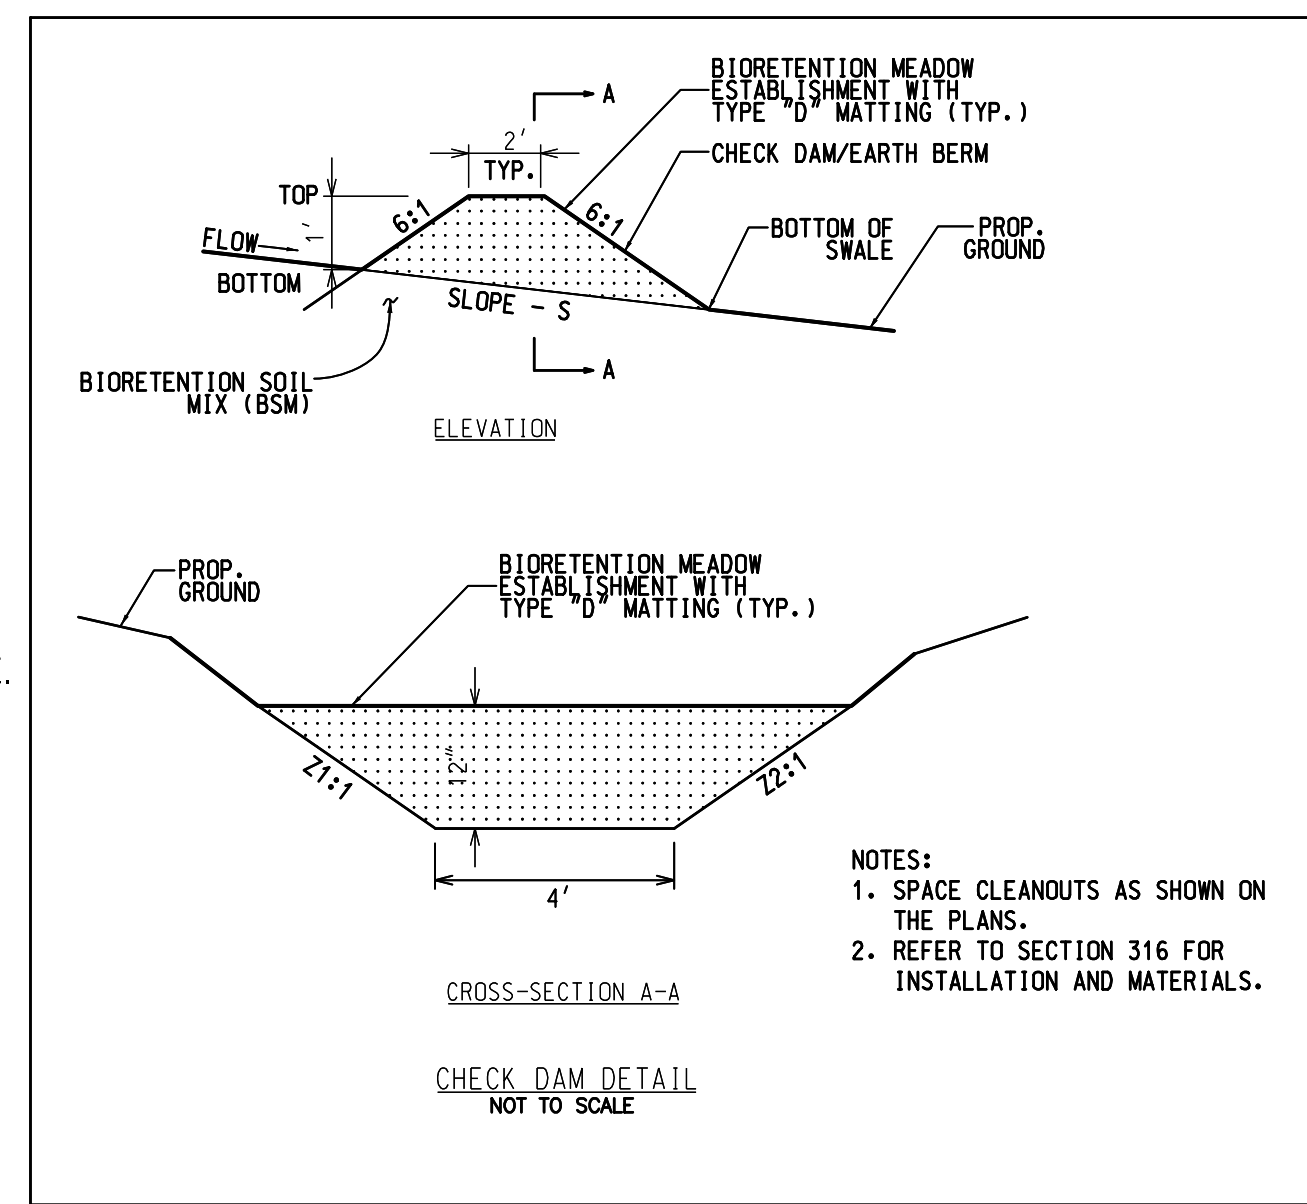 BIORETENTION MEADOW
ESTABLISHMENT WITH
TYPE "D" MATTING (TYP.)
A
2'
TYP.
CHECK DAM/EARTH BERM
TOP
6:1
6:1
1'
FLOW
BOTTOM OF
SWALE
PROP.
GROUND
BOTTOM
SLOPE - S
A
BIORETENTION SOIL
MIX (BSM)
ELEVATION
PROP.
GROUND
BIORETENTION MEADOW
ESTABLISHMENT WITH
TYPE "D" MATTING (TYP.)
12"
Z1:1
Z2:1
4'
NOTES:
1. SPACE CLEANOUTS AS SHOWN ON
THE PLANS.
2. REFER TO SECTION 316 FOR
INSTALLATION AND MATERIALS.
CROSS-SECTION A-A
CHECK DAM DETAIL
NOT TO SCALE